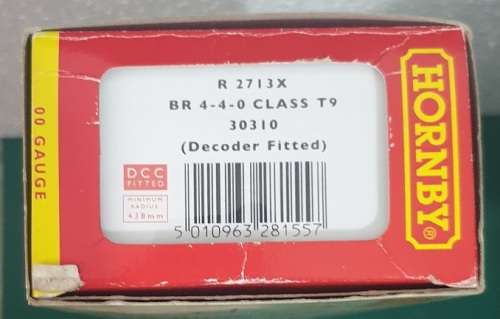 00 GAUGE
R 2713X
BR 4-4-0 CLASS T9
30310
(Decoder Fitted)
DCC
FITTED
MINIMUM
RADIUS
438mm
5 010963 281557
HORNBY®